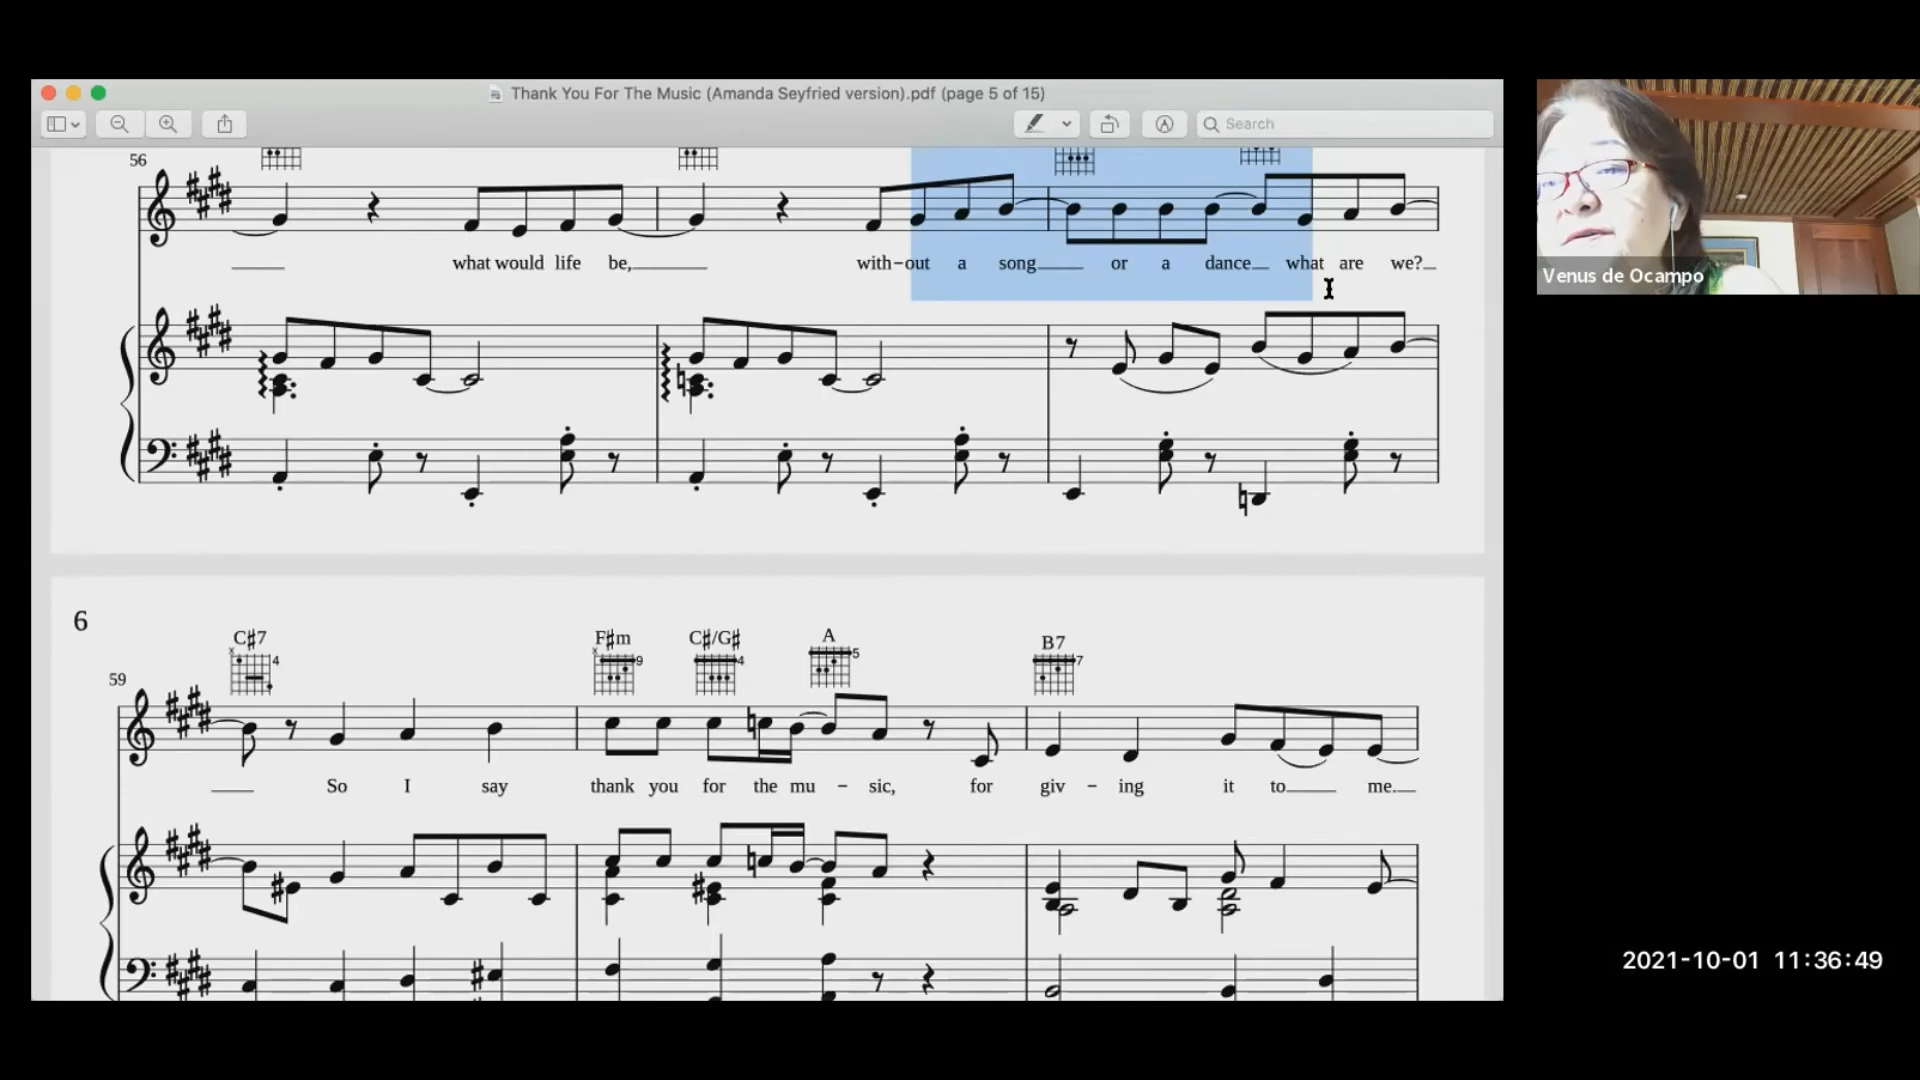 Thank You For The Music (Amanda Seyfried version).pdf (page 5 of 15)
Search
56
what would life be, with-out a song or a dance what are we?
6
C#7 F#m C#/G# A B7
x 4 x 9 4 5 7
59
So I say thank you for the mu - sic, for giv - ing it to me.
Venus de Ocampo
2021-10-01 11:36:49